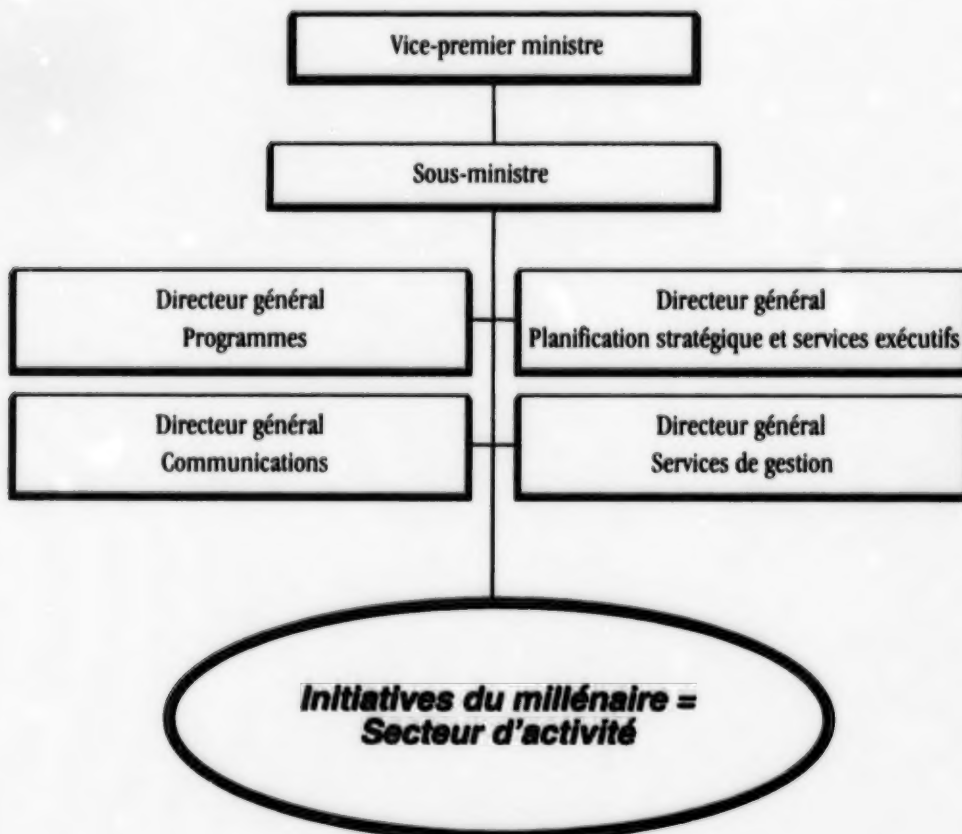 Vice-premier ministre
Sous-ministre
Directeur général
Programmes
Directeur général
Planification stratégique et services exécutifs
Directeur général
Communications
Directeur général
Services de gestion
Initiatives du millénaire =
Secteur d'activité